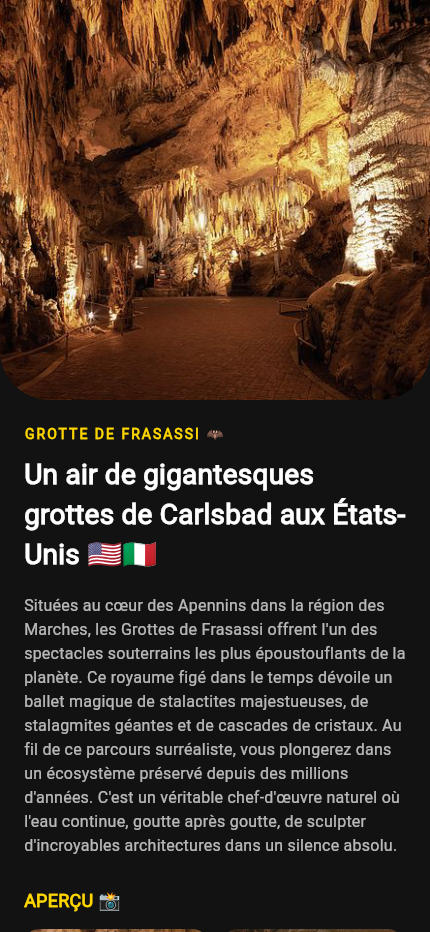 GROTTE DE FRASASSI 🦇
Un air de gigantesques
grottes de Carlsbad aux États-
Unis 🇺🇸🇮🇹
Situées au cœur des Apennins dans la région des
Marches, les Grottes de Frasassi offrent l'un des
spectacles souterrains les plus époustouflants de la
planète. Ce royaume figé dans le temps dévoile un
ballet magique de stalactites majestueuses, de
stalagmites géantes et de cascades de cristaux. Au
fil de ce parcours surréaliste, vous plongerez dans
un écosystème préservé depuis des millions
d'années. C'est un véritable chef-d'œuvre naturel où
l'eau continue, goutte après goutte, de sculpter
d'incroyables architectures dans un silence absolu.
APERÇU 📸